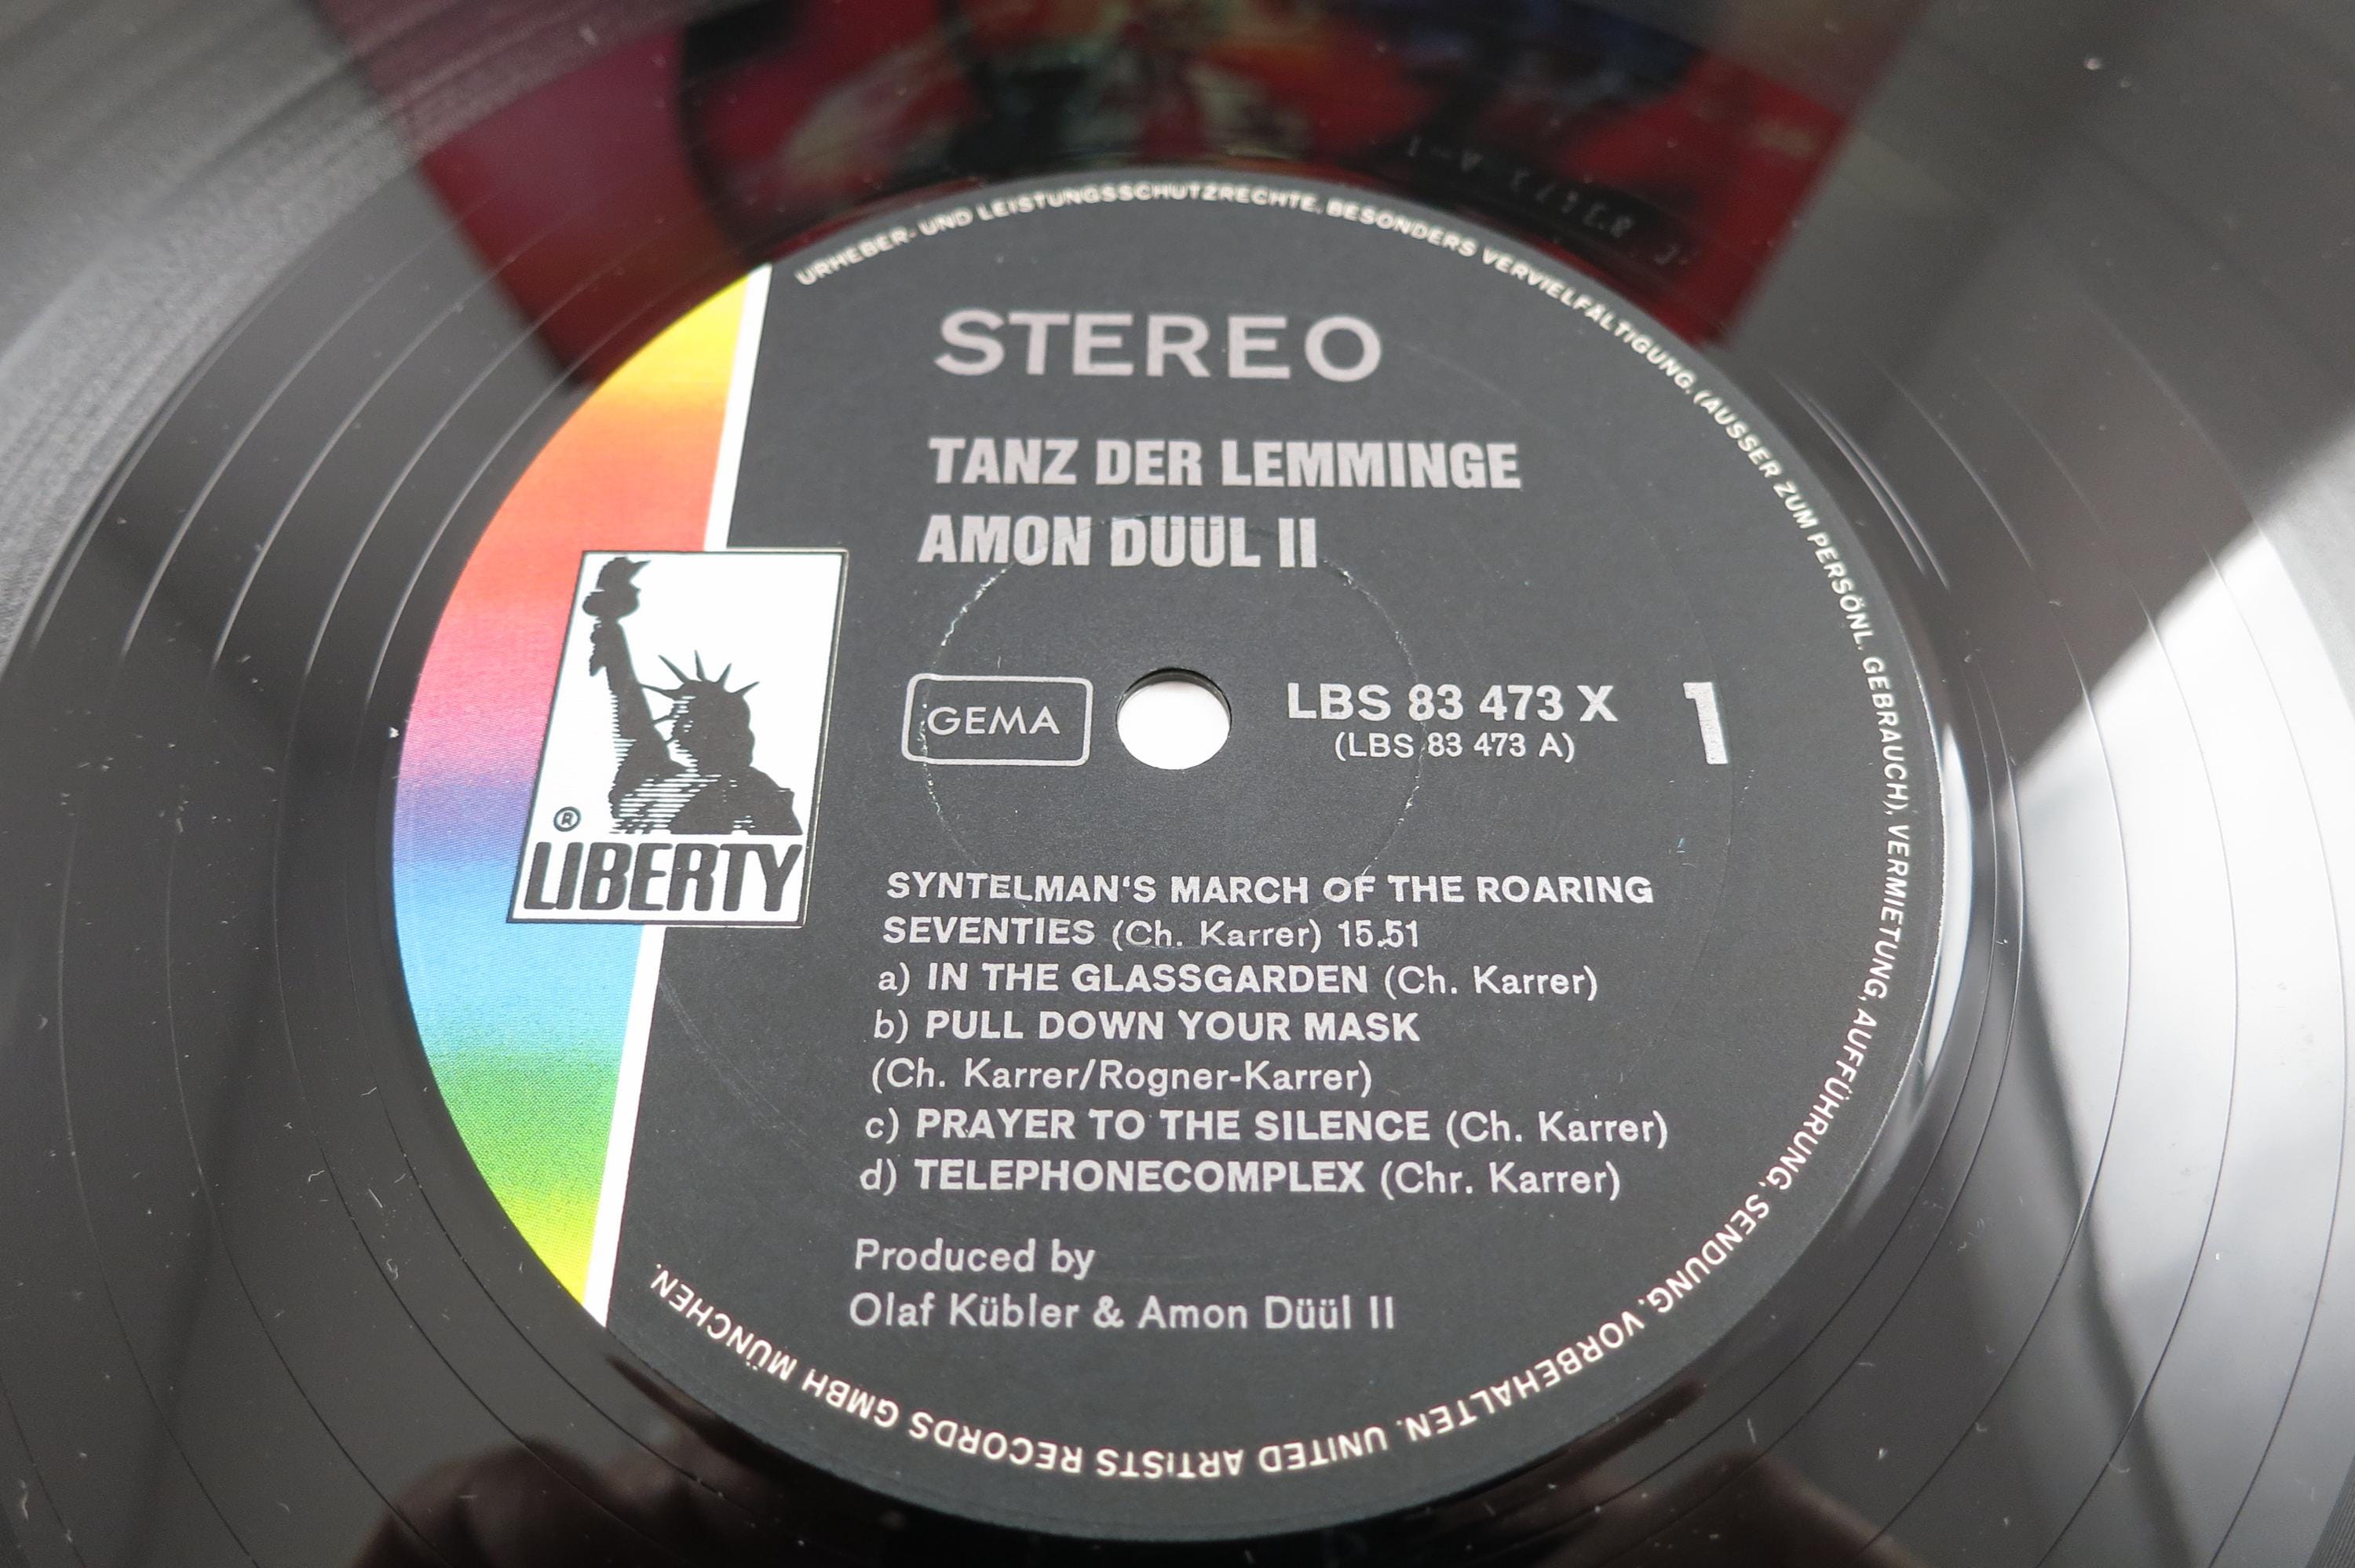 URHEBER- UND LEISTUNGSSCHUTZRECHTE, BESONDERS VERVIELFÄLTIGUNG, (AUSSER ZUM PERSÖNL. GEBRAUCH), VERMIETUNG, AUFFÜHRUNG, SENDUNG, VORBEHALTEN. UNITED ARTISTS RECORDS GMBH MÜNCHEN.
STEREO
TANZ DER LEMMINGE
AMON DÜÜL II
GEMA
LBS 83 473 X
(LBS 83 473 A)
1
® LIBERTY
SYNTELMAN‘S MARCH OF THE ROARING
SEVENTIES (Ch. Karrer) 15.51
a) IN THE GLASSGARDEN (Ch. Karrer)
b) PULL DOWN YOUR MASK
(Ch. Karrer/Rogner-Karrer)
c) PRAYER TO THE SILENCE (Ch. Karrer)
d) TELEPHONECOMPLEX (Chr. Karrer)
Produced by
Olaf Kübler & Amon Düül II